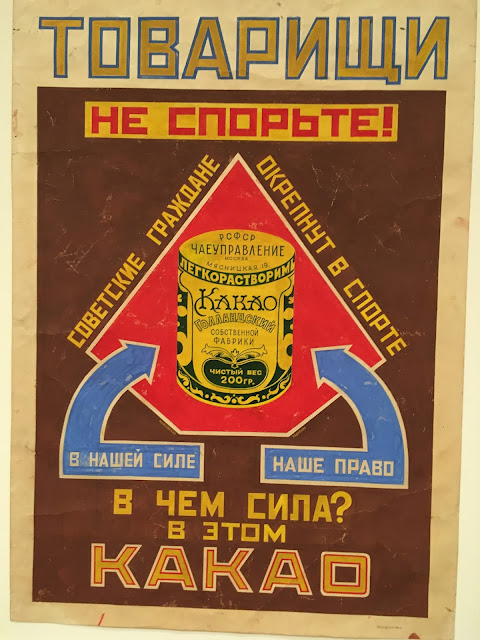 ТОВАРИЩИ
НЕ СПОРЬТЕ!
СОВЕТСКИЕ ГРАЖДАНЕ
ОКРЕПНУТ В СПОРТЕ
РСФСР
ЧАЕУПРАВЛЕНИЕ
МОСКВА
МЯСНИЦКАЯ 19.
ЛЕГКОРАСТВОРИМЫ
КАКАО
ГОЛЛАНДСКИЙ
СОБСТВЕННОЙ
ФАБРИКИ
ЧИСТЫЙ ВЕС
200 ГР.
В НАШЕЙ СИЛЕ
НАШЕ ПРАВО
В ЧЕМ СИЛА?
В ЭТОМ
КАКАО